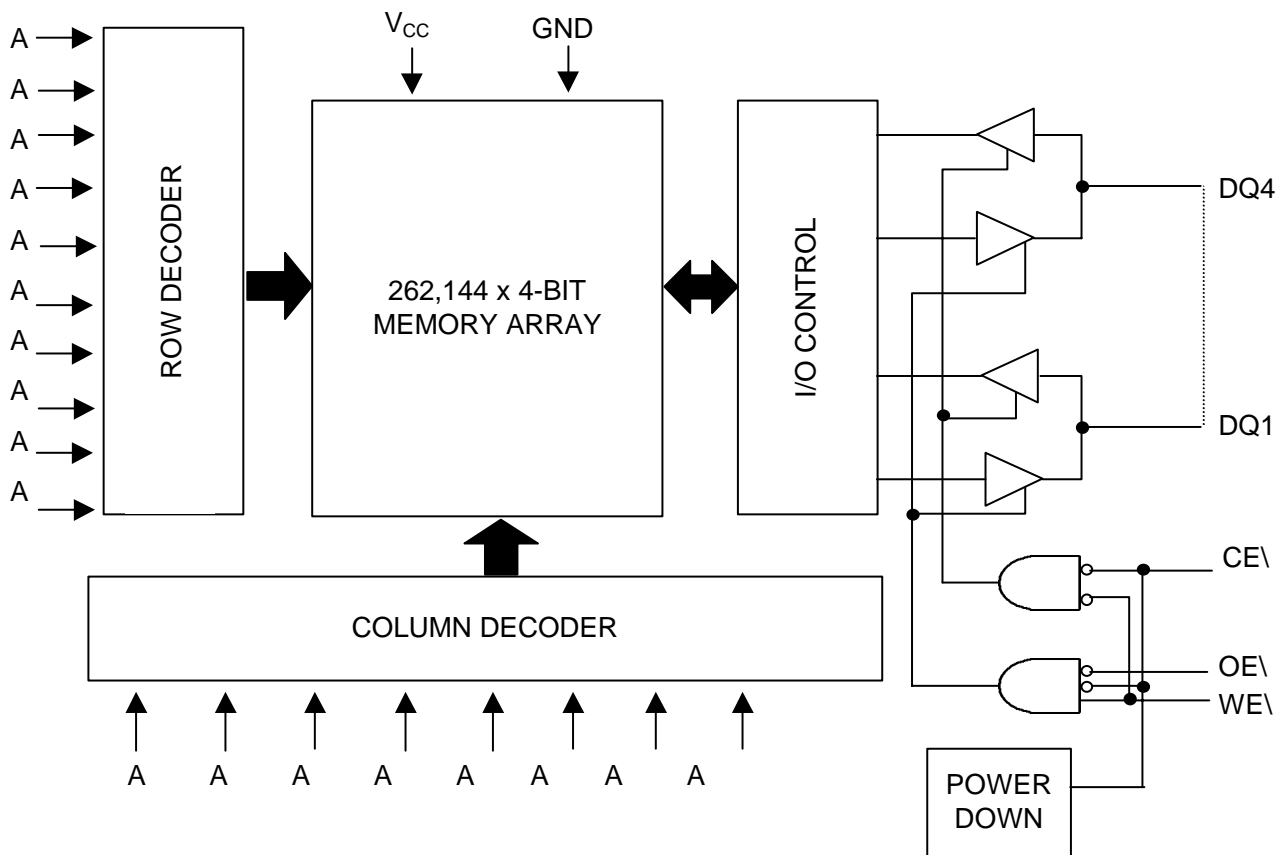 V_CC
GND
A
A
A
A
A
A
A
A
A
A
ROW DECODER
262,144 x 4-BIT
MEMORY ARRAY
I/O CONTROL
DQ4
DQ1
CE\
OE\
WE\
COLUMN DECODER
A A A A A A A A
POWER
DOWN